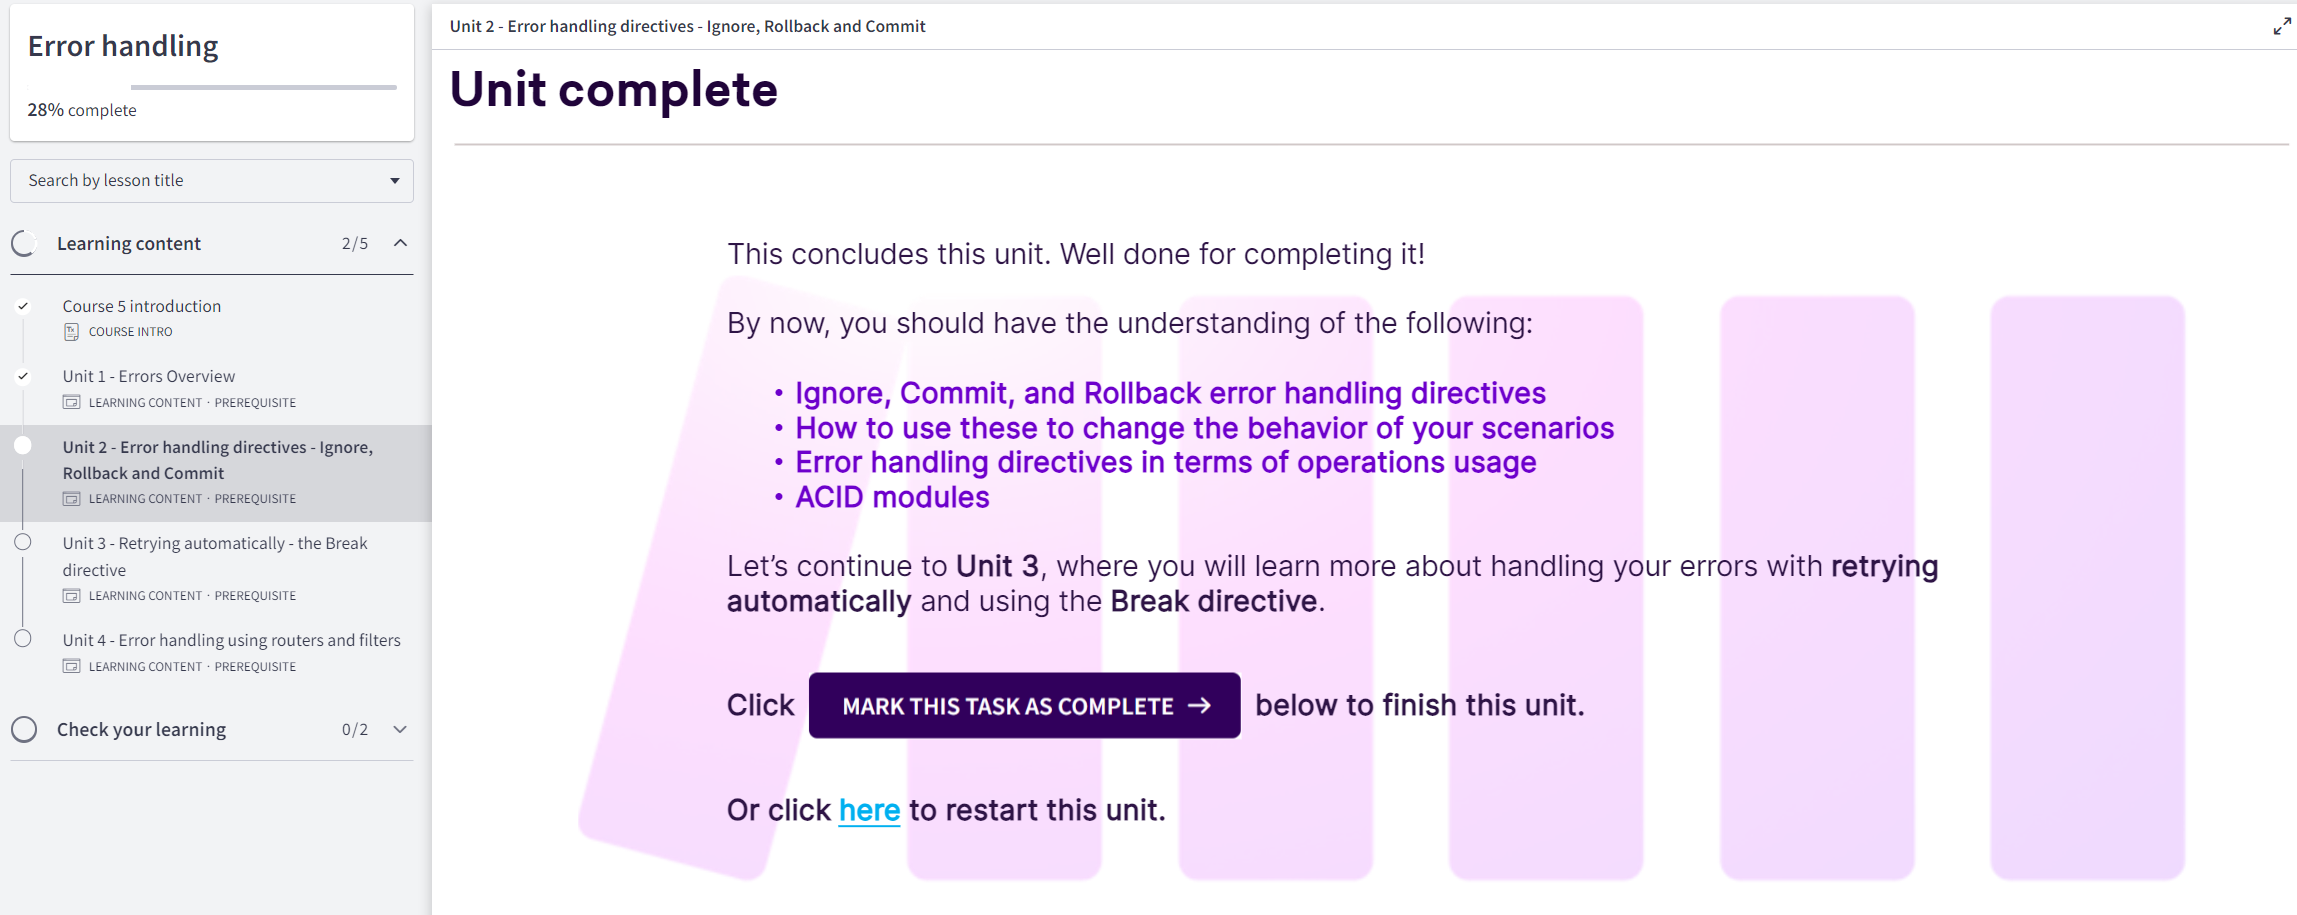 Error handling
28% complete
Search by lesson title
Learning content 2/5
Course 5 introduction
COURSE INTRO
Unit 1 - Errors Overview
LEARNING CONTENT · PREREQUISITE
Unit 2 - Error handling directives - Ignore,
Rollback and Commit
LEARNING CONTENT · PREREQUISITE
Unit 3 - Retrying automatically - the Break
directive
LEARNING CONTENT · PREREQUISITE
Unit 4 - Error handling using routers and filters
LEARNING CONTENT · PREREQUISITE
Check your learning 0/2
Unit 2 - Error handling directives - Ignore, Rollback and Commit
Unit complete
This concludes this unit. Well done for completing it!
By now, you should have the understanding of the following:
• Ignore, Commit, and Rollback error handling directives
• How to use these to change the behavior of your scenarios
• Error handling directives in terms of operations usage
• ACID modules
Let’s continue to Unit 3, where you will learn more about handling your errors with retrying
automatically and using the Break directive.
Click MARK THIS TASK AS COMPLETE → below to finish this unit.
Or click here to restart this unit.